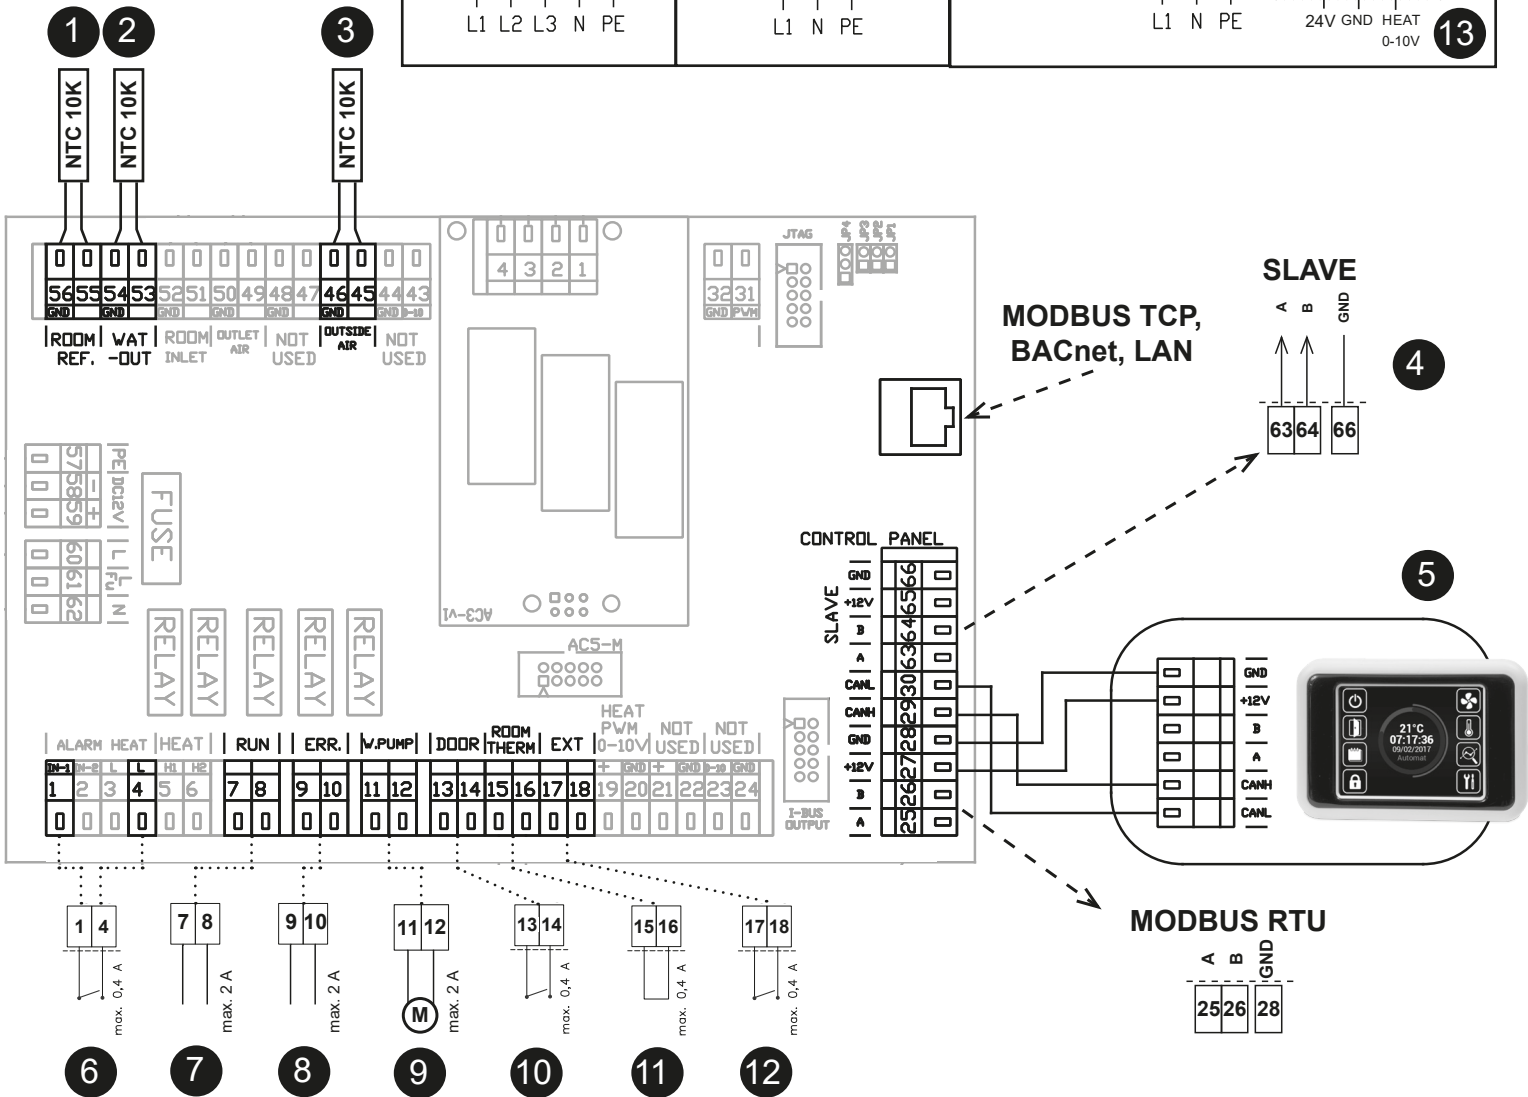 L1 L2 L3 N PE
L1 N PE
L1 N PE
24V GND HEAT
0-10V
13
1 2 3
NTC 10K NTC 10K NTC 10K
JTAG
JP4 JP3 JP2 JP1
4 3 2 1
56 55 54 53 52 51 50 49 48 47 46 45 44 43
GND GND GND GND GND GND GND 0-10
32 31
GND PWM
ROOM REF.
WAT -OUT
ROOM INLET
OUTLET AIR
NOT USED
OUTSIDE AIR
NOT USED
MODBUS TCP,
BACnet, LAN
SLAVE
A B GND
63 64 66
4
57 58 59
PE DC12V
- +
60 61 62
L L Fu N
FUSE
RELAY RELAY RELAY RELAY RELAY
AC3-v1
AC5-M
CONTROL PANEL
SLAVE
GND 66
+12V 65
B 64
A 63
CANL 30
CANH 29
GND 28
+12V 27
B 26
A 25
I-BUS
OUTPUT
5
GND
+12V
B
A
CANH
CANL
21°C
07:17:36
09/02/2017
Automat
ALARM HEAT HEAT RUN ERR. W.PUMP DOOR ROOM THERM EXT
HEAT PWM 0-10V
NOT USED
NOT USED
IN-1 IN-2 L L H1 H2 + GND + GND 0-10 GND
1 2 3 4 5 6 7 8 9 10 11 12 13 14 15 16 17 18 19 20 21 22 23 24
1 4
max. 0,4 A
7 8
max. 2 A
9 10
max. 2 A
11 12
M
max. 2 A
13 14
max. 0,4 A
15 16
max. 0,4 A
17 18
max. 0,4 A
MODBUS RTU
A B GND
25 26 28
6 7 8 9 10 11 12